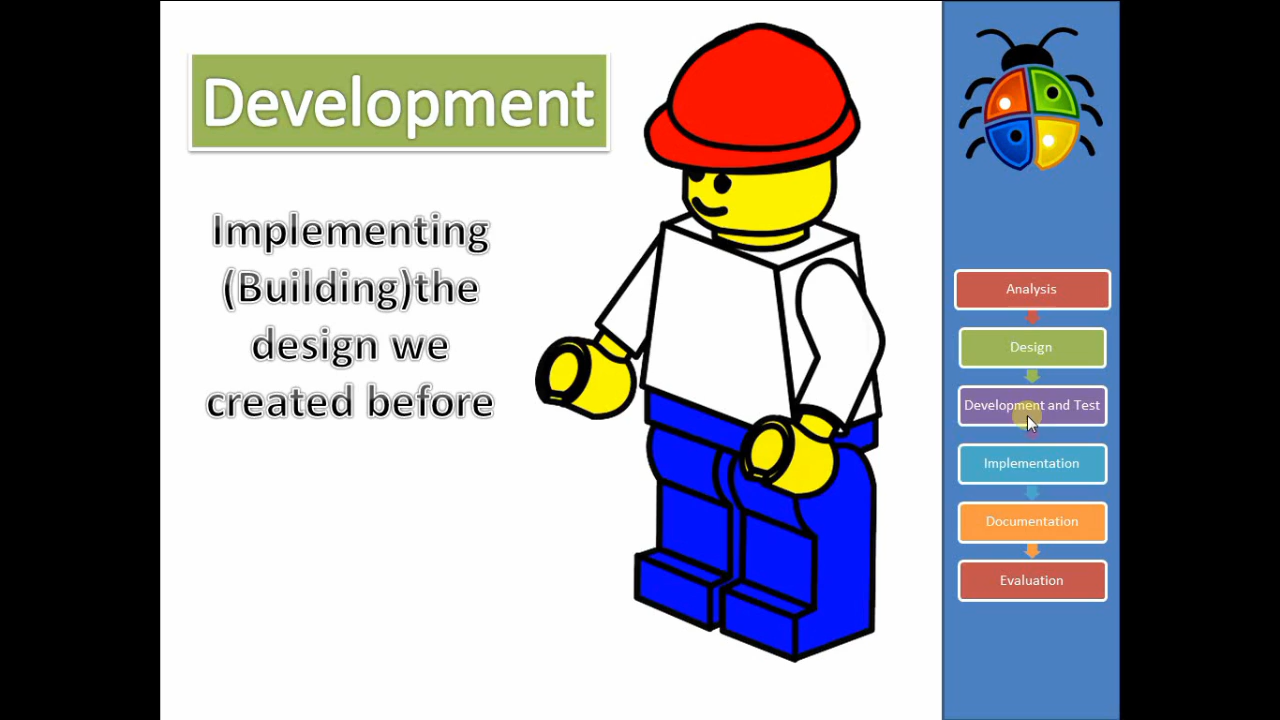 Development
Implementing
(Building)the
design we
created before
Analysis
Design
Development and Test
Implementation
Documentation
Evaluation